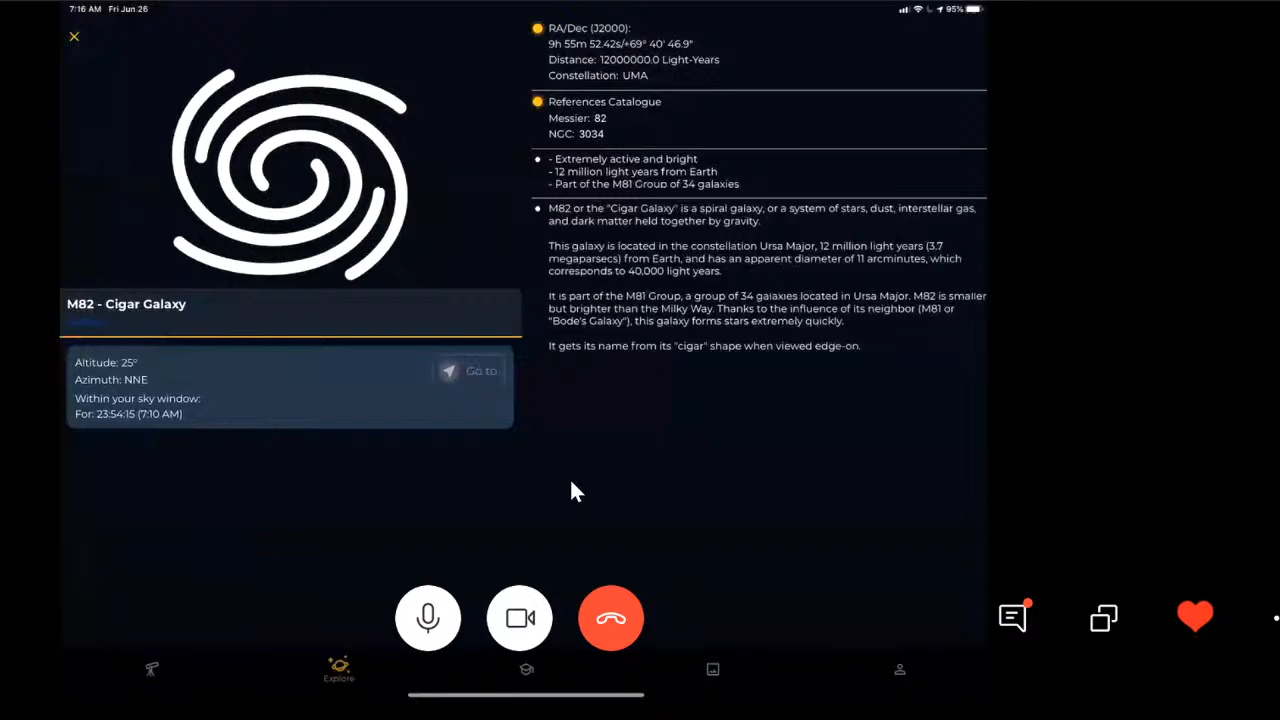 7:16 AM Fri Jun 26
95%
M82 - Cigar Galaxy
Altitude: 25°
Azimuth: NNE
Within your sky window:
For: 23:54:15 (7:10 AM)
Go to
RA/Dec (J2000):
9h 55m 52.42s/+69° 40' 46.9"
Distance: 12000000.0 Light-Years
Constellation: UMA
References Catalogue
Messier: 82
NGC: 3034
- Extremely active and bright
- 12 million light years from Earth
- Part of the M81 Group of 34 galaxies
M82 or the "Cigar Galaxy" is a spiral galaxy, or a system of stars, dust, interstellar gas,
and dark matter held together by gravity.
This galaxy is located in the constellation Ursa Major, 12 million light years (3.7
megaparsecs) from Earth, and has an apparent diameter of 11 arcminutes, which
corresponds to 40,000 light years.
It is part of the M81 Group, a group of 34 galaxies located in Ursa Major. M82 is smaller
but brighter than the Milky Way. Thanks to the influence of its neighbor (M81 or
"Bode's Galaxy"), this galaxy forms stars extremely quickly.
It gets its name from its "cigar" shape when viewed edge-on.
Explore